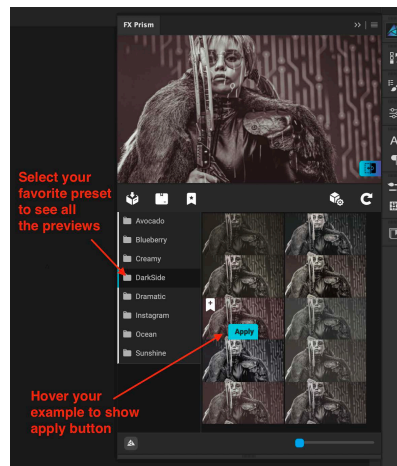 FX Prism
Select your
favorite preset
to see all
the previews
Avocado
Blueberry
Creamy
DarkSide
Dramatic
Instagram
Ocean
Sunshine
Apply
Hover your
example to show
apply button